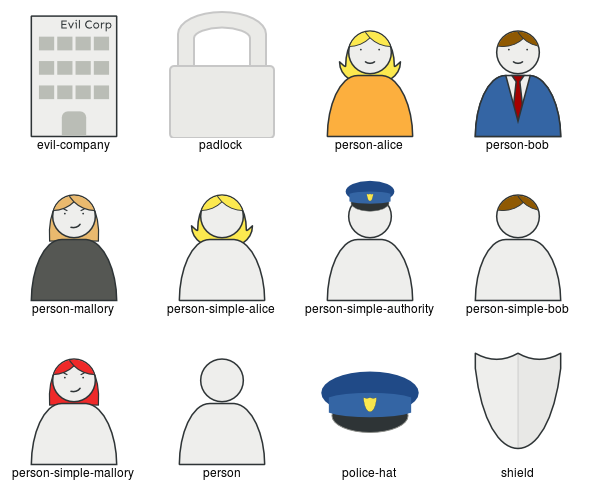 Evil Corp
evil-company
padlock
person-alice
person-bob
person-mallory
person-simple-alice
person-simple-authority
person-simple-bob
person-simple-mallory
person
police-hat
shield